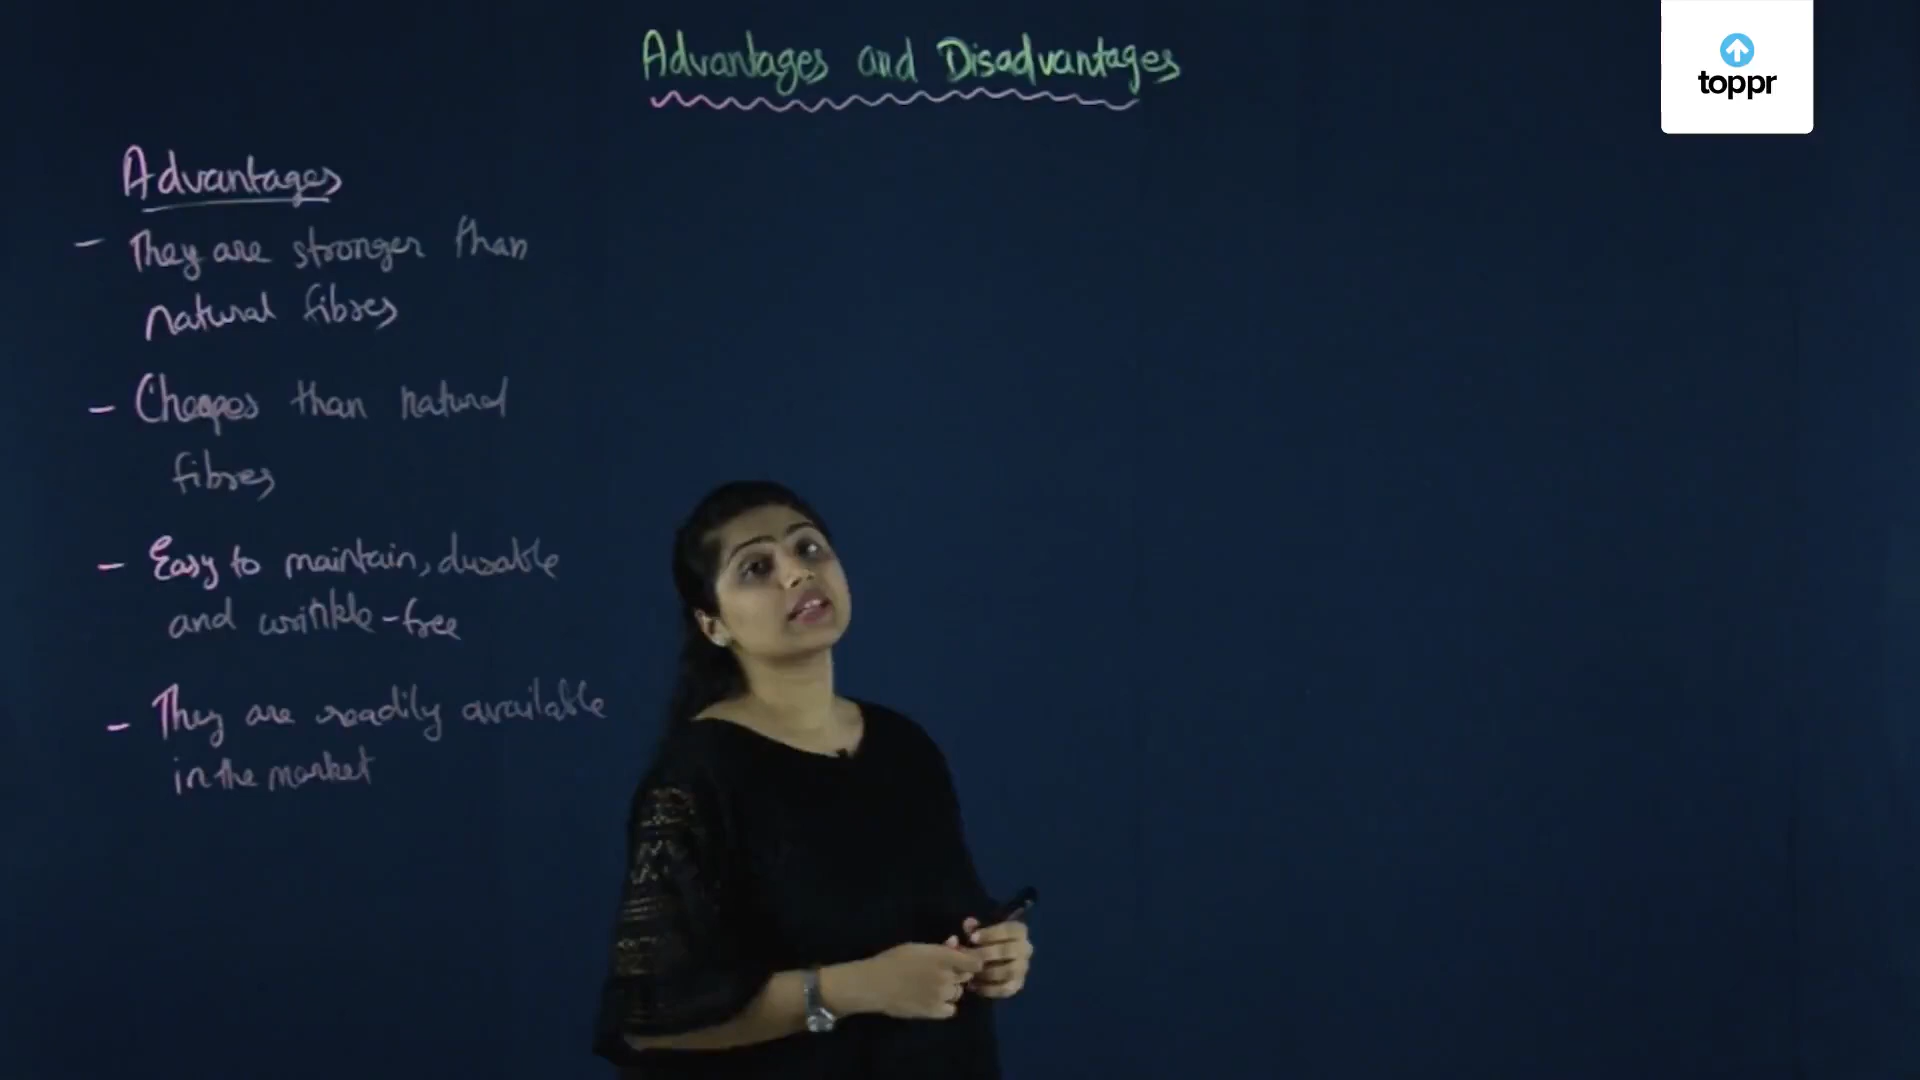 Advantages and Disadvantages
toppr
Advantages
- They are stronger than
natural fibres
- Cheaper than natural
fibres
- Easy to maintain, durable
and wrinkle-free
- They are readily available
in the market